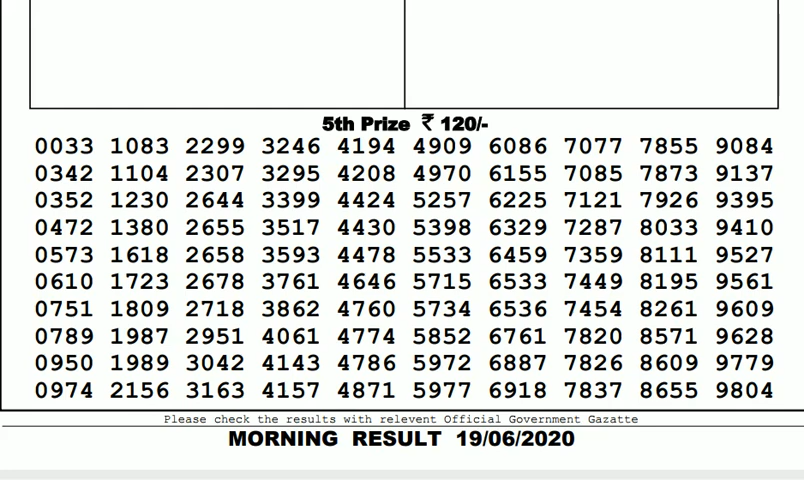 5th Prize ₹ 120/-
0033 1083 2299 3246 4194 4909 6086 7077 7855 9084
0342 1104 2307 3295 4208 4970 6155 7085 7873 9137
0352 1230 2644 3399 4424 5257 6225 7121 7926 9395
0472 1380 2655 3517 4430 5398 6329 7287 8033 9410
0573 1618 2658 3593 4478 5533 6459 7359 8111 9527
0610 1723 2678 3761 4646 5715 6533 7449 8195 9561
0751 1809 2718 3862 4760 5734 6536 7454 8261 9609
0789 1987 2951 4061 4774 5852 6761 7820 8571 9628
0950 1989 3042 4143 4786 5972 6887 7826 8609 9779
0974 2156 3163 4157 4871 5977 6918 7837 8655 9804
Please check the results with relevent Official Government Gazatte
MORNING RESULT 19/06/2020